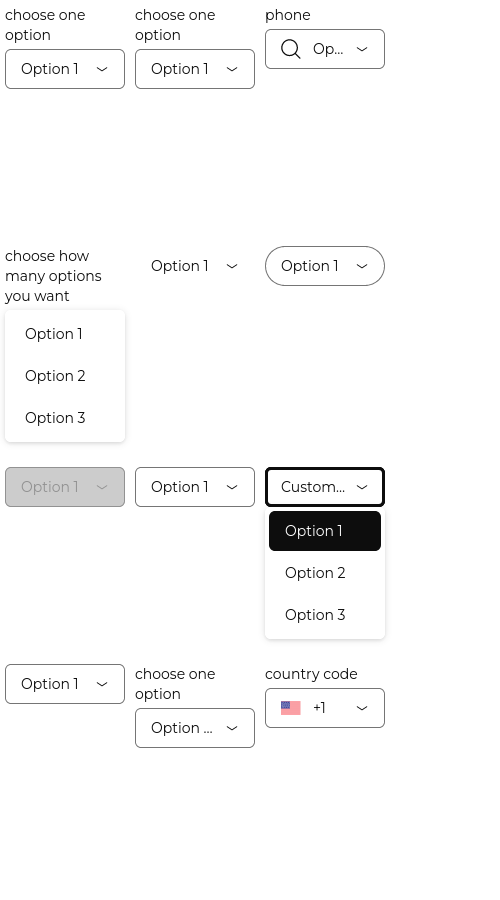 choose one
option
Option 1
choose one
option
Option 1
phone
Op...
choose how
many options
you want
Option 1
Option 2
Option 3
Option 1
Option 1
Option 1
Option 1
Custom...
Option 1
Option 2
Option 3
Option 1
choose one
option
Option ...
country code
+1